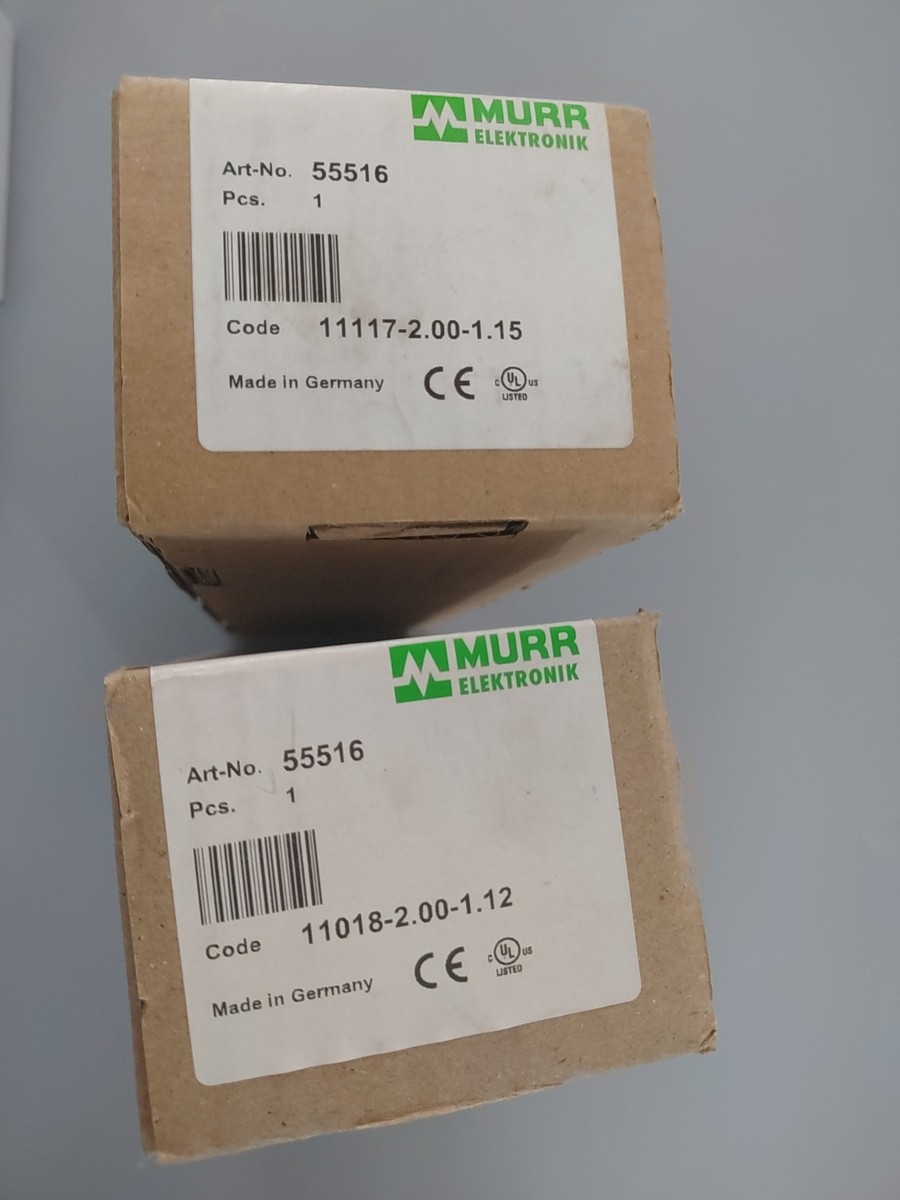 MURR
ELEKTRONIK
Art-No. 55516
Pcs. 1
Code 11117-2.00-1.15
Made in Germany CE C UL US
LISTED
MURR
ELEKTRONIK
Art-No. 55516
Pcs. 1
Code 11018-2.00-1.12
Made in Germany CE C UL US
LISTED